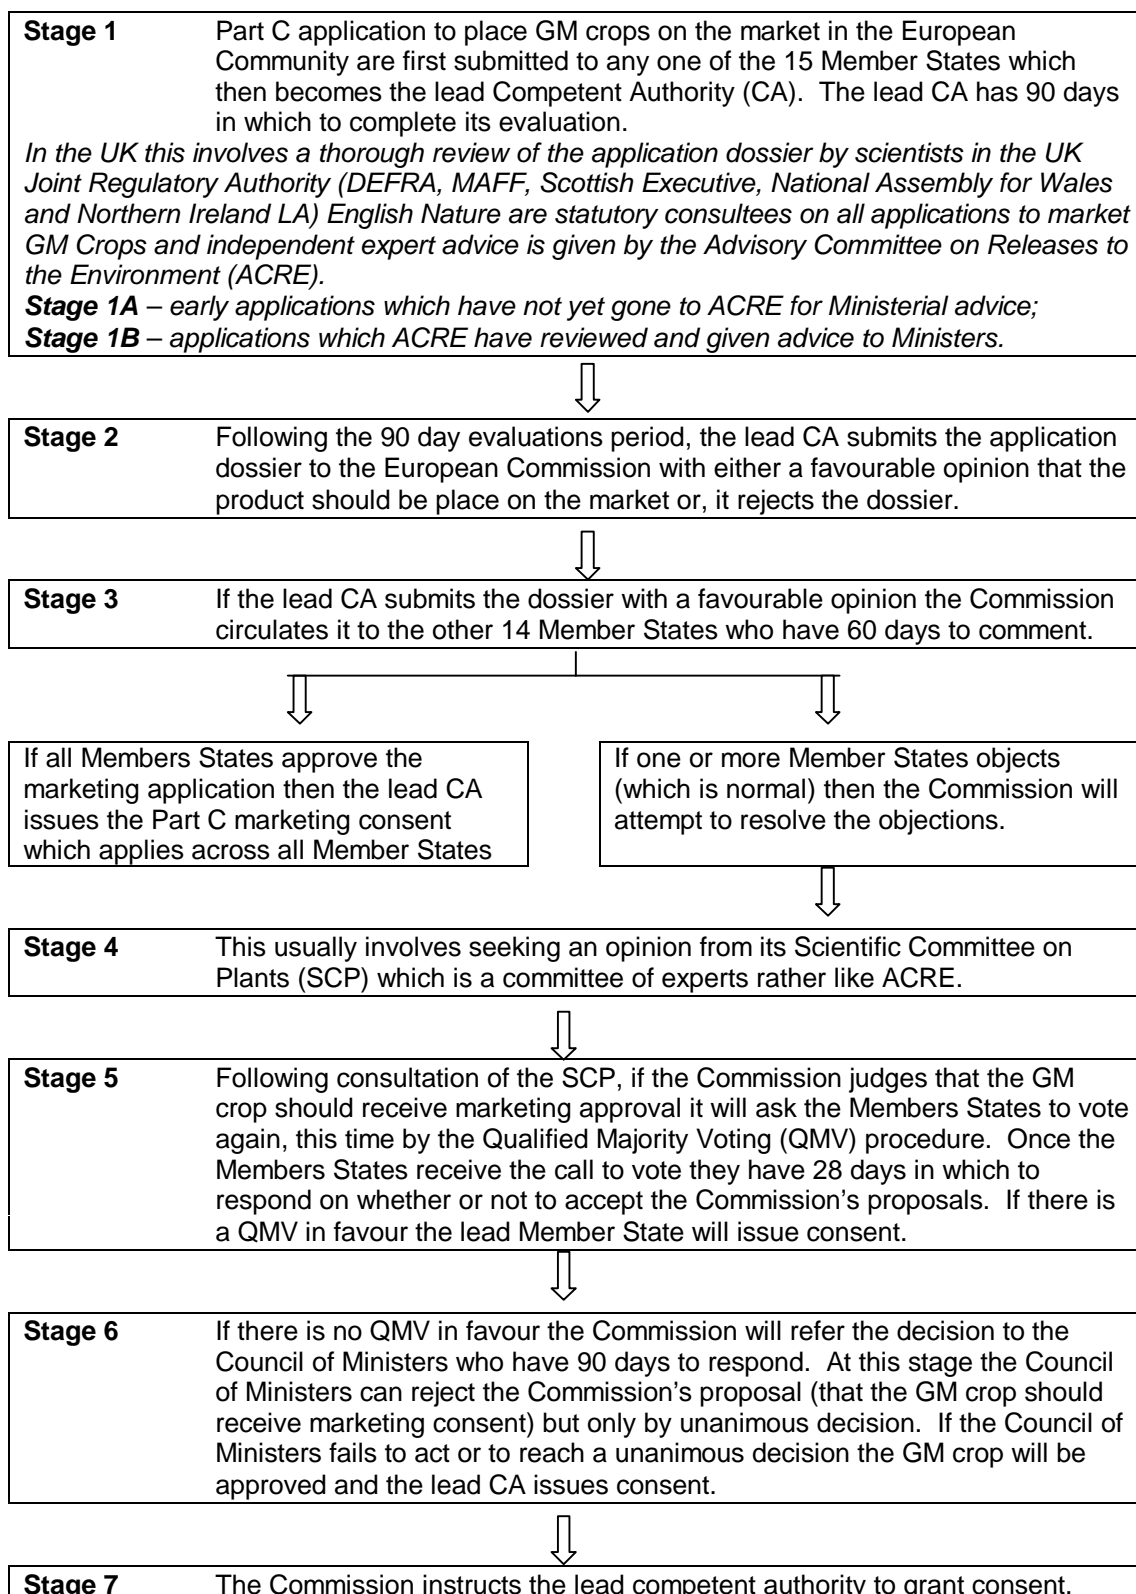 Stage 1 Part C application to place GM crops on the market in the European
Community are first submitted to any one of the 15 Member States which
then becomes the lead Competent Authority (CA). The lead CA has 90 days
in which to complete its evaluation.
In the UK this involves a thorough review of the application dossier by scientists in the UK
Joint Regulatory Authority (DEFRA, MAFF, Scottish Executive, National Assembly for Wales
and Northern Ireland LA) English Nature are statutory consultees on all applications to market
GM Crops and independent expert advice is given by the Advisory Committee on Releases to
the Environment (ACRE).
Stage 1A – early applications which have not yet gone to ACRE for Ministerial advice;
Stage 1B – applications which ACRE have reviewed and given advice to Ministers.
Stage 2 Following the 90 day evaluations period, the lead CA submits the application
dossier to the European Commission with either a favourable opinion that the
product should be place on the market or, it rejects the dossier.
Stage 3 If the lead CA submits the dossier with a favourable opinion the Commission
circulates it to the other 14 Member States who have 60 days to comment.
If all Members States approve the
marketing application then the lead CA
issues the Part C marketing consent
which applies across all Member States
If one or more Member States objects
(which is normal) then the Commission will
attempt to resolve the objections.
Stage 4 This usually involves seeking an opinion from its Scientific Committee on
Plants (SCP) which is a committee of experts rather like ACRE.
Stage 5 Following consultation of the SCP, if the Commission judges that the GM
crop should receive marketing approval it will ask the Members States to vote
again, this time by the Qualified Majority Voting (QMV) procedure. Once the
Members States receive the call to vote they have 28 days in which to
respond on whether or not to accept the Commission's proposals. If there is
a QMV in favour the lead Member State will issue consent.
Stage 6 If there is no QMV in favour the Commission will refer the decision to the
Council of Ministers who have 90 days to respond. At this stage the Council
of Ministers can reject the Commission's proposal (that the GM crop should
receive marketing consent) but only by unanimous decision. If the Council of
Ministers fails to act or to reach a unanimous decision the GM crop will be
approved and the lead CA issues consent.
Stage 7 The Commission instructs the lead competent authority to grant consent.